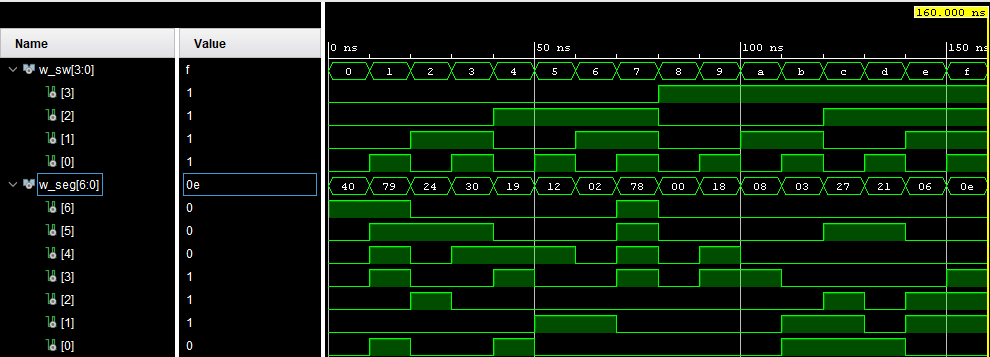 160.000 ns
Name Value
0 ns 50 ns 100 ns 150 ns
w_sw[3:0] f 0 1 2 3 4 5 6 7 8 9 a b c d e f
[3] 1
[2] 1
[1] 1
[0] 1
w_seg[6:0] 0e 40 79 24 30 19 12 02 78 00 18 08 03 27 21 06 0e
[6] 0
[5] 0
[4] 0
[3] 1
[2] 1
[1] 1
[0] 0